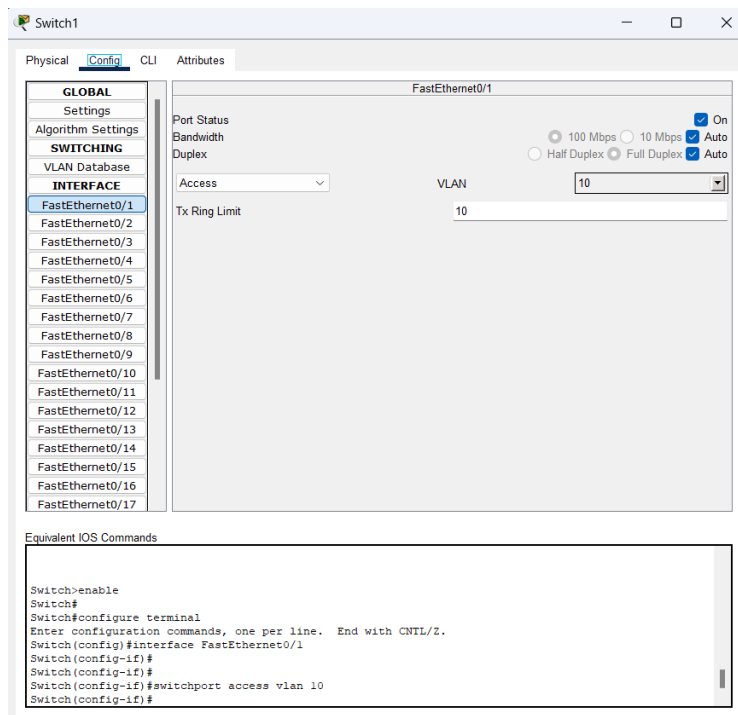 Switch1
Physical Config CLI Attributes
GLOBAL
Settings
Algorithm Settings
SWITCHING
VLAN Database
INTERFACE
FastEthernet0/1
FastEthernet0/2
FastEthernet0/3
FastEthernet0/4
FastEthernet0/5
FastEthernet0/6
FastEthernet0/7
FastEthernet0/8
FastEthernet0/9
FastEthernet0/10
FastEthernet0/11
FastEthernet0/12
FastEthernet0/13
FastEthernet0/14
FastEthernet0/15
FastEthernet0/16
FastEthernet0/17
FastEthernet0/1
Port Status On
Bandwidth 100 Mbps 10 Mbps Auto
Duplex Half Duplex Full Duplex Auto
Access VLAN 10
Tx Ring Limit 10
Equivalent IOS Commands
Switch>enable
Switch#
Switch#configure terminal
Enter configuration commands, one per line. End with CNTL/Z.
Switch(config)#interface FastEthernet0/1
Switch(config-if)#
Switch(config-if)#
Switch(config-if)#switchport access vlan 10
Switch(config-if)#